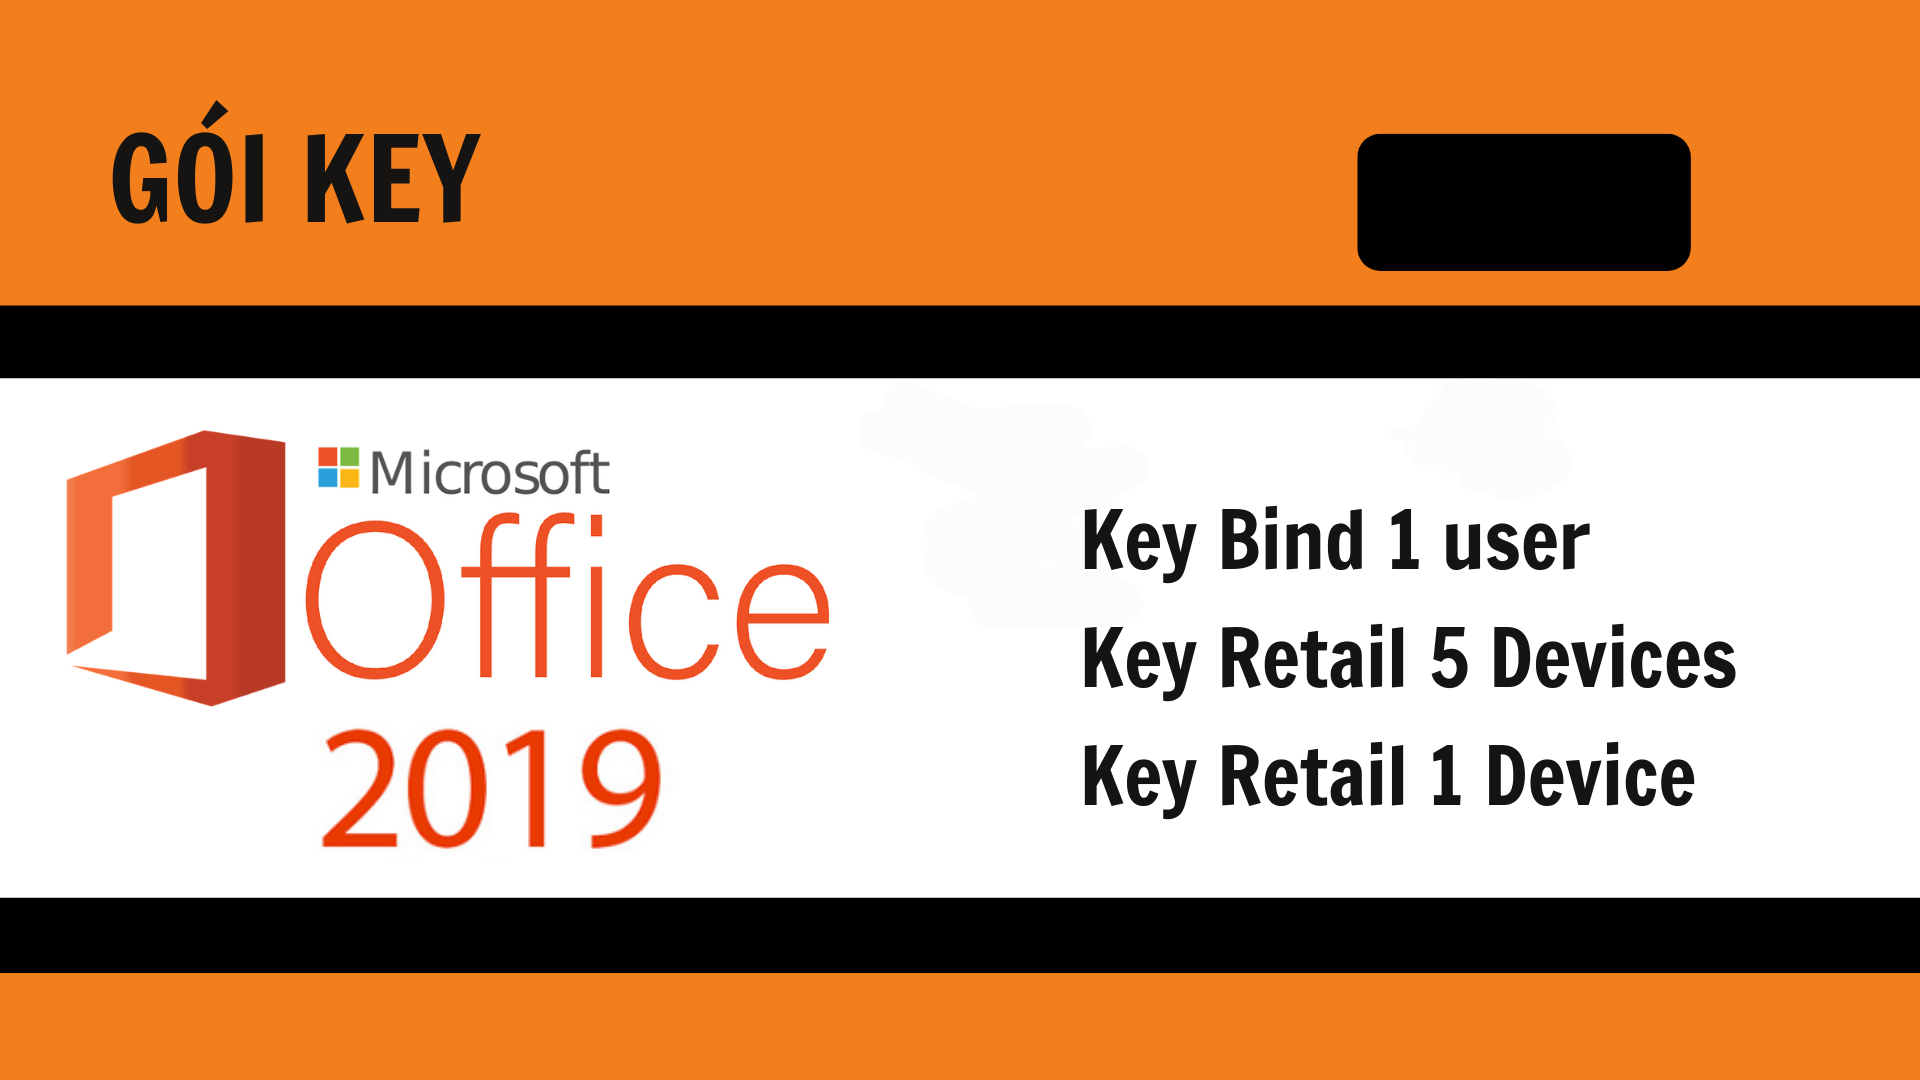 GÓI KEY
Microsoft
Office
2019
Key Bind 1 user
Key Retail 5 Devices
Key Retail 1 Device